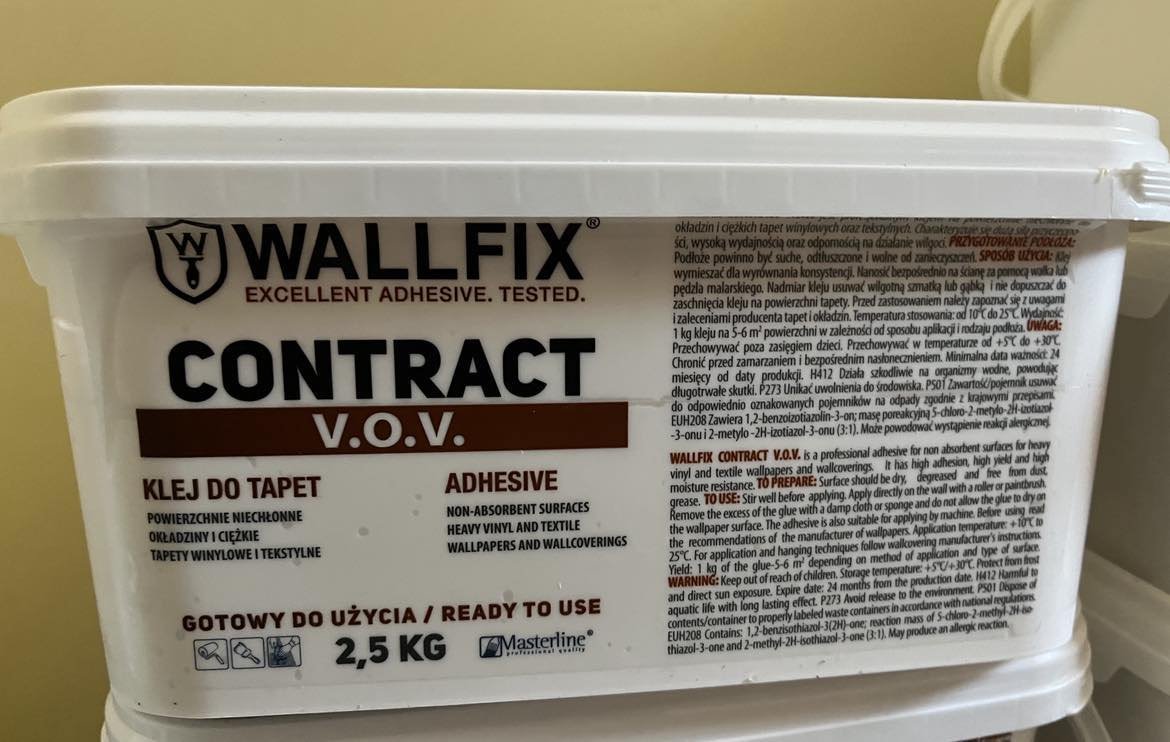 WALLFIX®
EXCELLENT ADHESIVE. TESTED.
CONTRACT
V.O.V.
KLEJ DO TAPET
POWIERZCHNIE NIECHŁONNE
OKŁADZINY I CIĘŻKIE
TAPETY WINYLOWE I TEKSTYLNE
ADHESIVE
NON-ABSORBENT SURFACES
HEAVY VINYL AND TEXTILE
WALLPAPERS AND WALLCOVERINGS
GOTOWY DO UŻYCIA / READY TO USE
2,5 KG
Masterline®
professional quality
okładzin i ciężkich tapet winylowych oraz tekstylnych. Charakteryzuje się dużą siłą przyczepno-
ści, wysoką wydajnością oraz odpornością na działanie wilgoci. PRZYGOTOWANIE PODŁOŻA:
Podłoże powinno być suche, odtłuszczone i wolne od zanieczyszczeń. SPOSÓB UŻYCIA: Klej
wymieszać dla wyrównania konsystencji. Nanosić bezpośrednio na ścianę za pomocą wałka lub
pędzla malarskiego. Nadmiar kleju usuwać wilgotną szmatką lub gąbką i nie dopuszczać do
zaschnięcia kleju na powierzchni tapety. Przed zastosowaniem należy zapoznać się z uwagami
i zaleceniami producenta tapet i okładzin. Temperatura stosowania: od 10°C do 25°C. Wydajność:
1 kg kleju na 5-6 m² powierzchni w zależności od sposobu aplikacji i rodzaju podłoża. UWAGA:
Przechowywać poza zasięgiem dzieci. Przechowywać w temperaturze od +5°C do +30°C.
Chronić przed zamarzaniem i bezpośrednim nasłonecznieniem. Minimalna data ważności: 24
miesięcy od daty produkcji. H412 Działa szkodliwie na organizmy wodne, powodując
długotrwałe skutki. P273 Unikać uwolnienia do środowiska. P501 Zawartość/pojemnik usuwać
do odpowiednio oznakowanych pojemników na odpady zgodnie z krajowymi przepisami.
EUH208 Zawiera 1,2-benzoizotiazolin-3-on; masę poreakcyjną 5-chloro-2-metylo-2H-izotiazol-
-3-onu i 2-metylo -2H-izotiazol-3-onu (3:1). Może powodować wystąpienie reakcji alergicznej.
WALLFIX CONTRACT V.O.V. is a professional adhesive for non absorbent surfaces for heavy
vinyl and textile wallpapers and wallcoverings. It has high adhesion, high yield and high
moisture resistance. TO PREPARE: Surface should be dry, degreased and free from dust,
grease. TO USE: Stir well before applying. Apply directly on the wall with a roller or paintbrush.
Remove the excess of the glue with a damp cloth or sponge and do not allow the glue to dry on
the wallpaper surface. The adhesive is also suitable for applying by machine. Before using read
the recommendations of the manufacturer of wallpapers. Application temperature: +10°C to
25°C. For application and hanging techniques follow wallcovering manufacturer's instructions.
Yield: 1 kg of the glue-5-6 m² depending on method of application and type of surface.
WARNING: Keep out of reach of children. Storage temperature: +5°C/+30°C. Protect from frost
and direct sun exposure. Expire date: 24 months from the production date. H412 Harmful to
aquatic life with long lasting effect. P273 Avoid release to the environment. P501 Dispose of
contents/container to properly labeled waste containers in accordance with national regulations.
EUH208 Contains: 1,2-benzisothiazol-3(2H)-one; reaction mass of 5-chloro-2-methyl-2H-iso-
thiazol-3-one and 2-methyl-2H-isothiazol-3-one (3:1). May produce an allergic reaction.